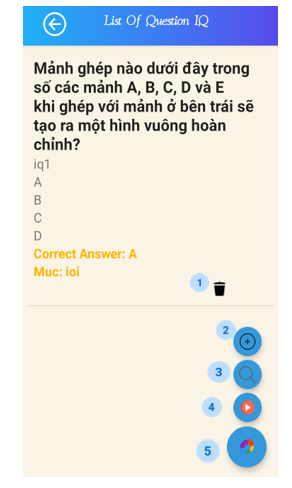 List Of Question IQ
Mảnh ghép nào dưới đây trong
số các mảnh A, B, C, D và E
khi ghép với mảnh ở bên trái sẽ
tạo ra một hình vuông hoàn
chỉnh?
iq1
A
B
C
D
Correct Answer: A
Muc: ioi
1
2
3
4
5